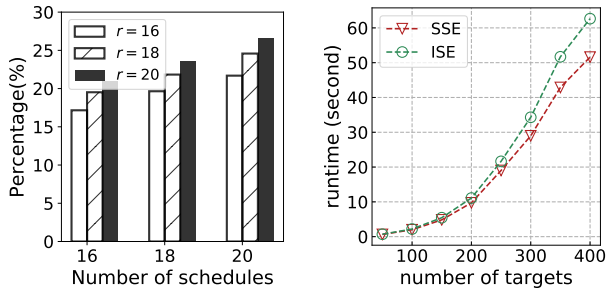 30
25
20
15
10
5
0
Percentage(%)
r = 16
r = 18
r = 20
16
18
20
Number of schedules
60
50
40
30
20
10
0
runtime (second)
SSE
ISE
100
200
300
400
number of targets